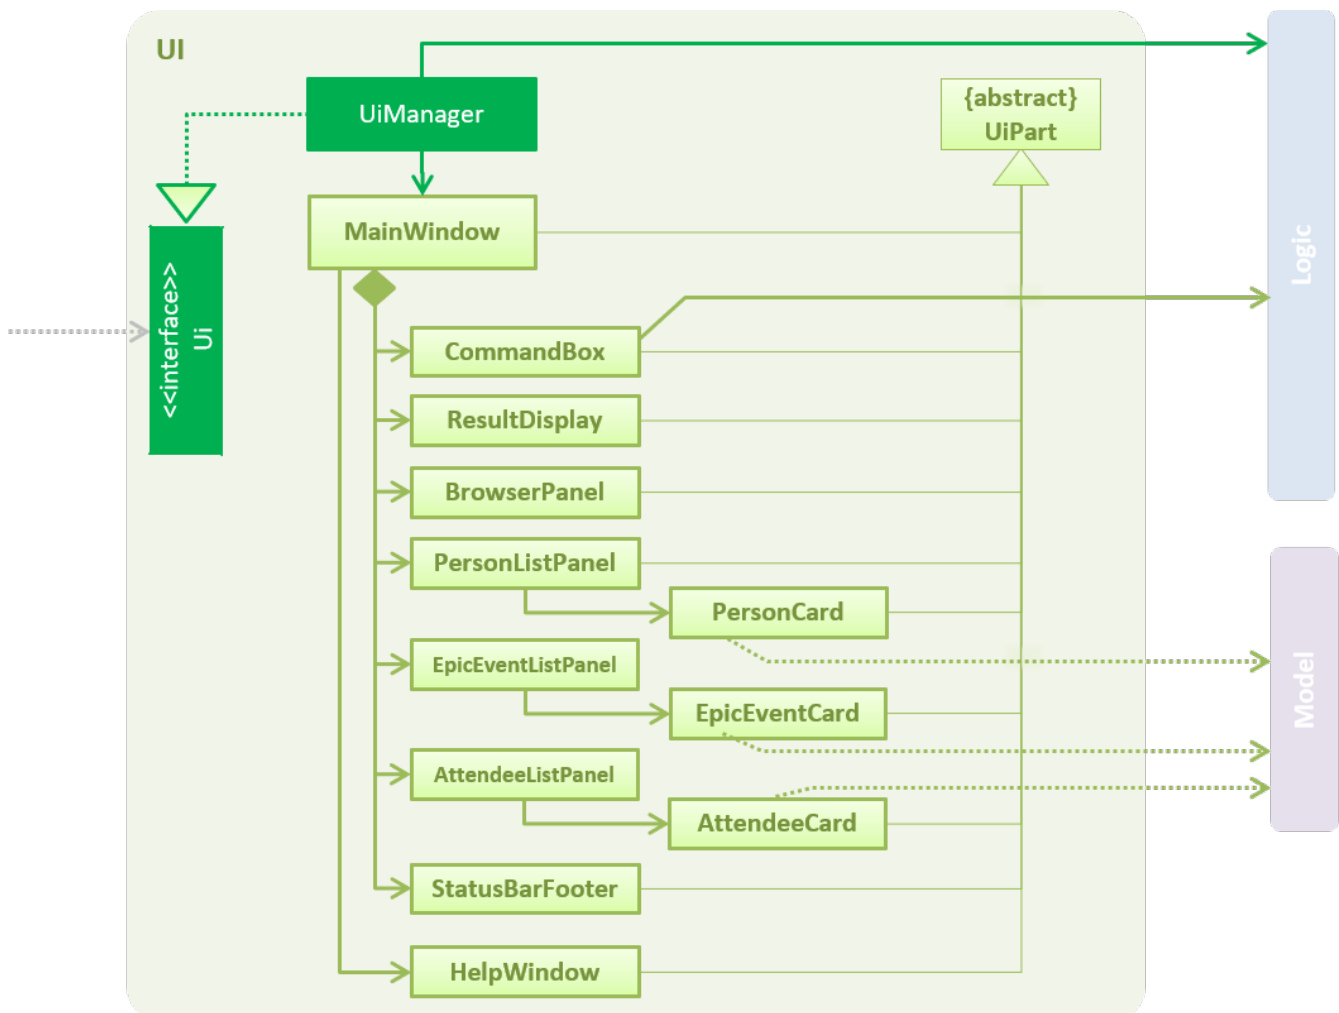 UI
UiManager
{abstract}
UiPart
MainWindow
<<interface>>
Ui
Logic
CommandBox
ResultDisplay
BrowserPanel
PersonListPanel
PersonCard
EpicEventListPanel
EpicEventCard
Model
AttendeeListPanel
AttendeeCard
StatusBarFooter
HelpWindow